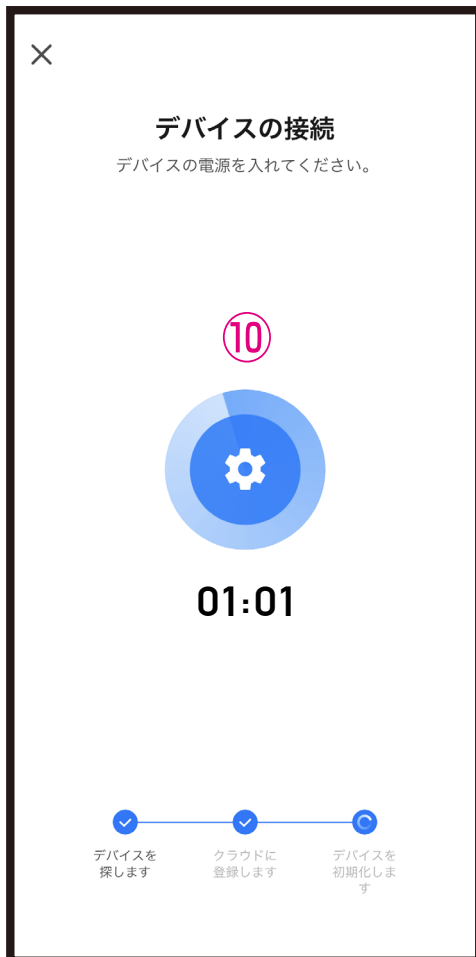 デバイスの接続
デバイスの電源を入れてください。
⑩
01:01
デバイスを
探します
クラウドに
登録します
デバイスを
初期化しま
す